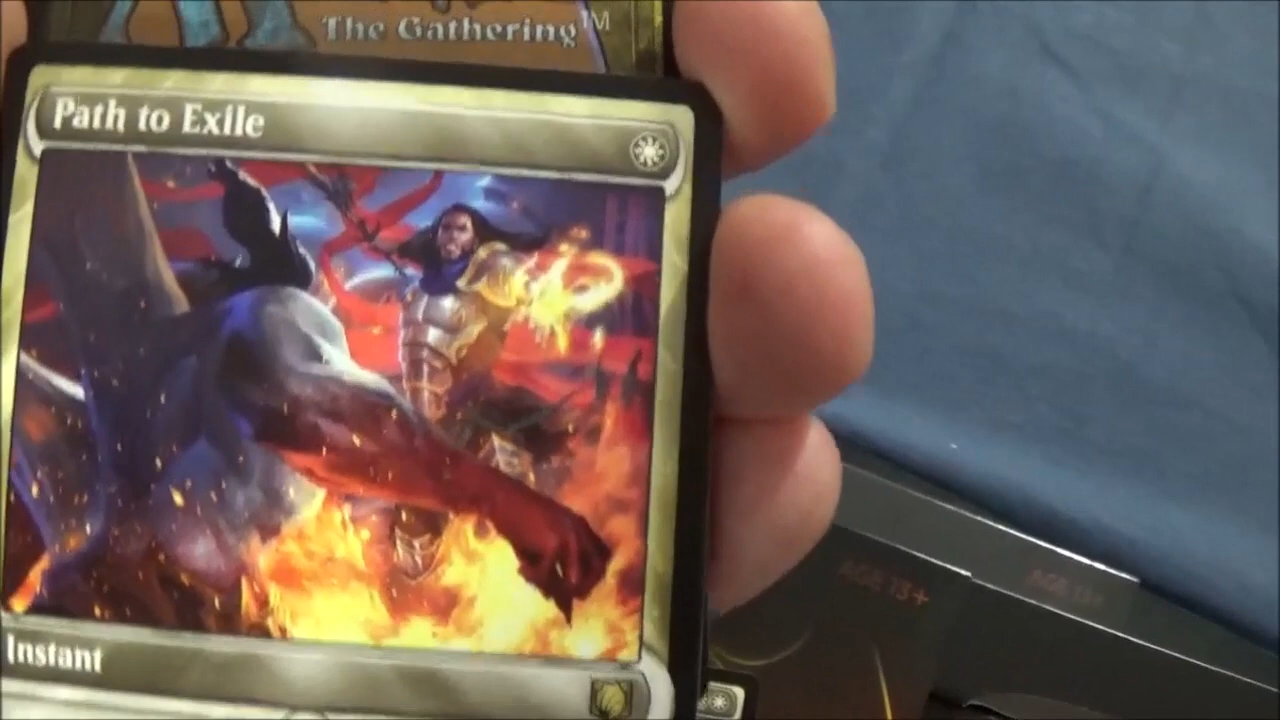 The Gathering™
Path to Exile
Instant
AGE 13+
AGE 13+